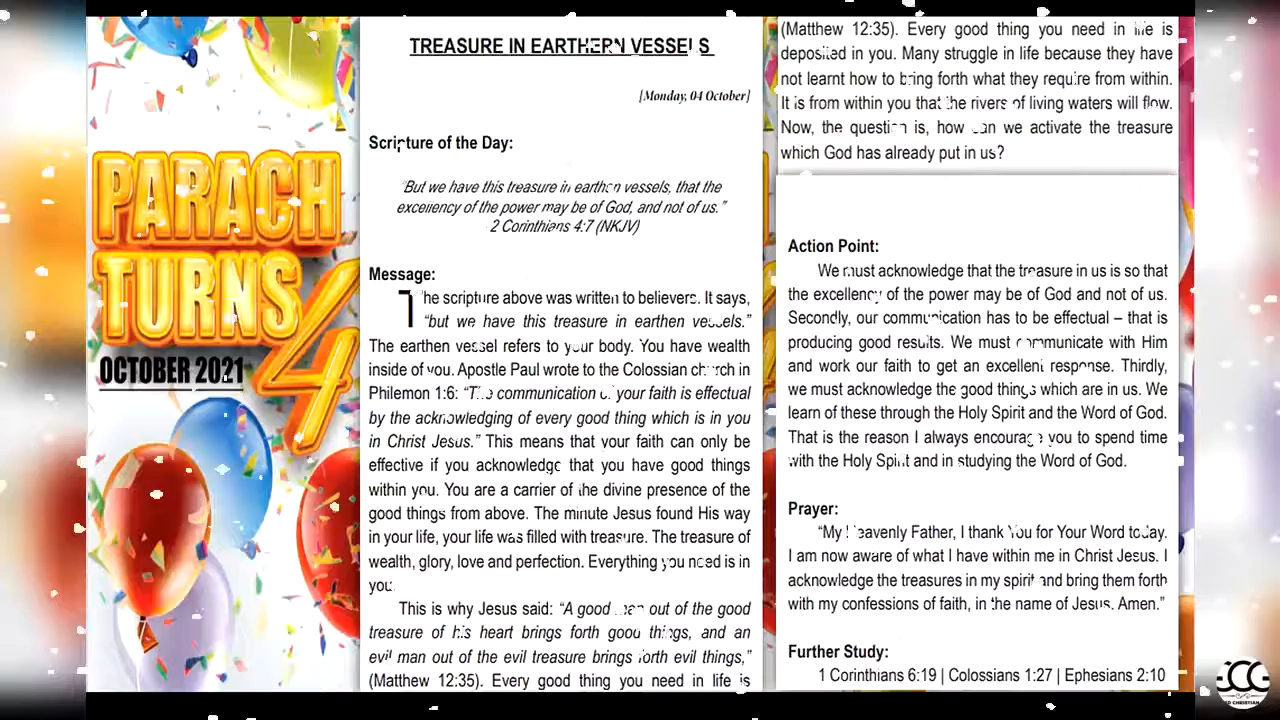 PARACH
TURNS
4
OCTOBER 2021
TREASURE IN EARTHERN VESSELS
[Monday, 04 October]
Scripture of the Day:
“But we have this treasure in earthen vessels, that the
excellency of the power may be of God, and not of us.”
2 Corinthians 4:7 (NKJV)
Message:
The scripture above was written to believers. It says,
“but we have this treasure in earthen vessels.”
The earthen vessel refers to your body. You have wealth
inside of you. Apostle Paul wrote to the Colossian church in
Philemon 1:6: “The communication of your faith is effectual
by the acknowledging of every good thing which is in you
in Christ Jesus.” This means that your faith can only be
effective if you acknowledge that you have good things
within you. You are a carrier of the divine presence of the
good things from above. The minute Jesus found His way
in your life, your life was filled with treasure. The treasure of
wealth, glory, love and perfection. Everything you need is in
you.
This is why Jesus said: “A good man out of the good
treasure of his heart brings forth good things, and an
evil man out of the evil treasure brings forth evil things,”
(Matthew 12:35). Every good thing you need in life is
(Matthew 12:35). Every good thing you need in life is
deposited in you. Many struggle in life because they have
not learnt how to bring forth what they require from within.
It is from within you that the rivers of living waters will flow.
Now, the question is, how can we activate the treasure
which God has already put in us?
Action Point:
We must acknowledge that the treasure in us is so that
the excellency of the power may be of God and not of us.
Secondly, our communication has to be effectual – that is
producing good results. We must communicate with Him
and work our faith to get an excellent response. Thirdly,
we must acknowledge the good things which are in us. We
learn of these through the Holy Spirit and the Word of God.
That is the reason I always encourage you to spend time
with the Holy Spirit and in studying the Word of God.
Prayer:
“My Heavenly Father, I thank You for Your Word today.
I am now aware of what I have within me in Christ Jesus. I
acknowledge the treasures in my spirit and bring them forth
with my confessions of faith, in the name of Jesus. Amen.”
Further Study:
1 Corinthians 6:19 | Colossians 1:27 | Ephesians 2:10